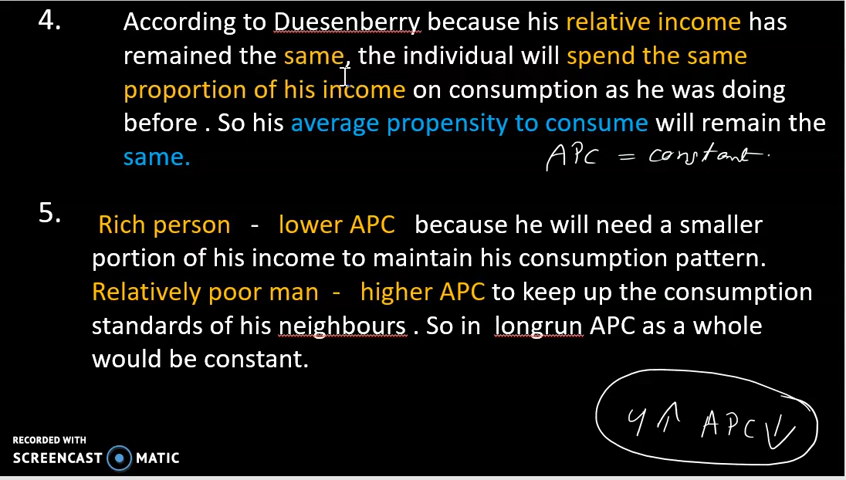 4. According to Duesenberry because his relative income has
remained the same, the individual will spend the same
proportion of his income on consumption as he was doing
before . So his average propensity to consume will remain the
same.
APC = constant.
5. Rich person - lower APC because he will need a smaller
portion of his income to maintain his consumption pattern.
Relatively poor man - higher APC to keep up the consumption
standards of his neighbours . So in longrun APC as a whole
would be constant.
Y ↑ APC ↓
RECORDED WITH
SCREENCAST MATIC